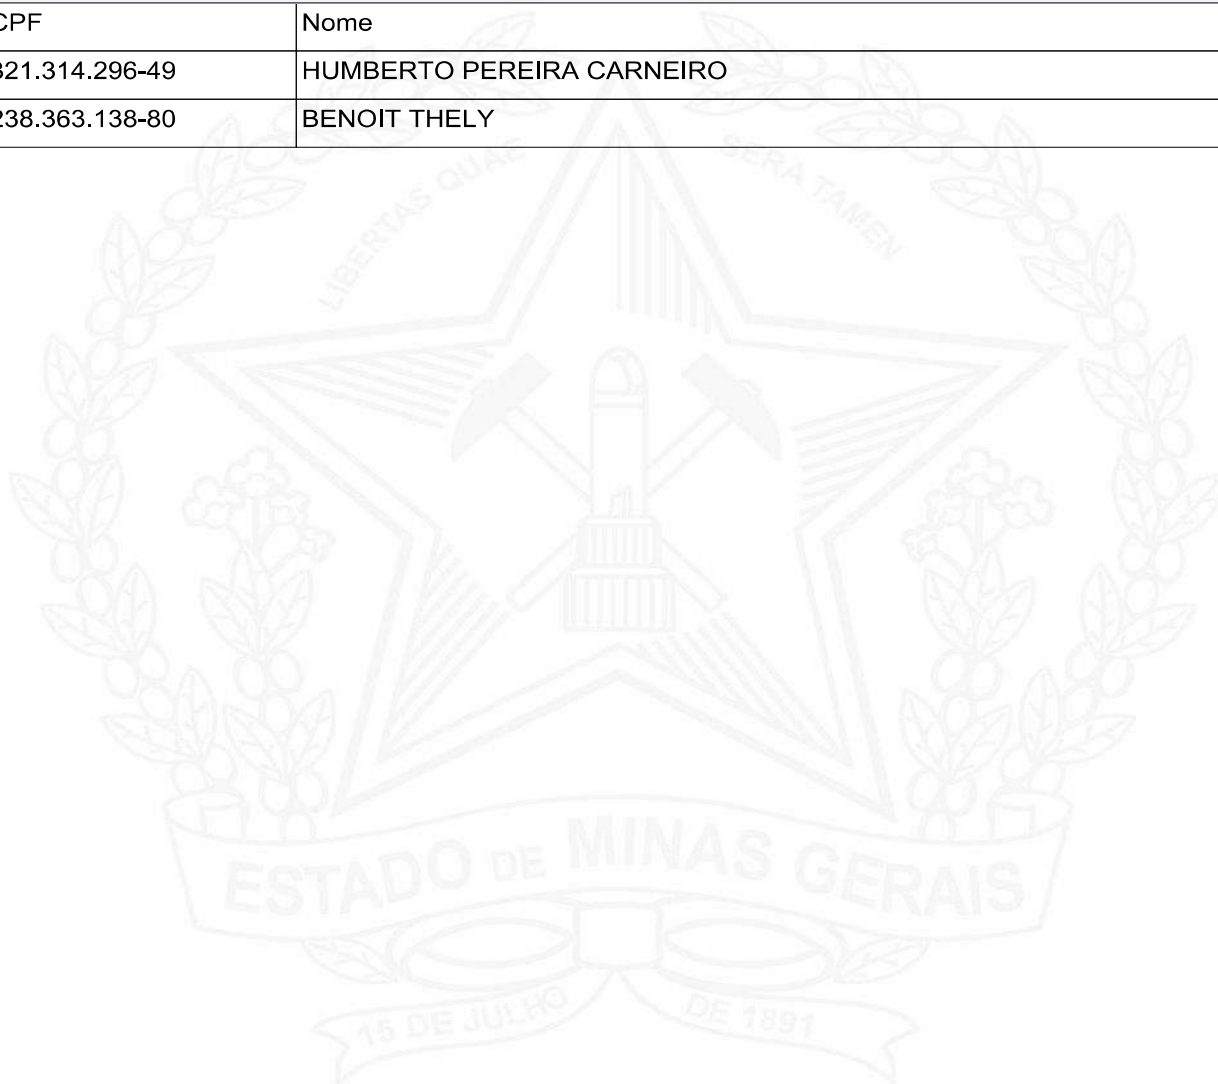 CPF Nome
321.314.296-49 HUMBERTO PEREIRA CARNEIRO
238.363.138-80 BENOIT THELY
LIBERTAS QUAE SERA TAMEN
ESTADO DE MINAS GERAIS
15 DE JULHO DE 1891